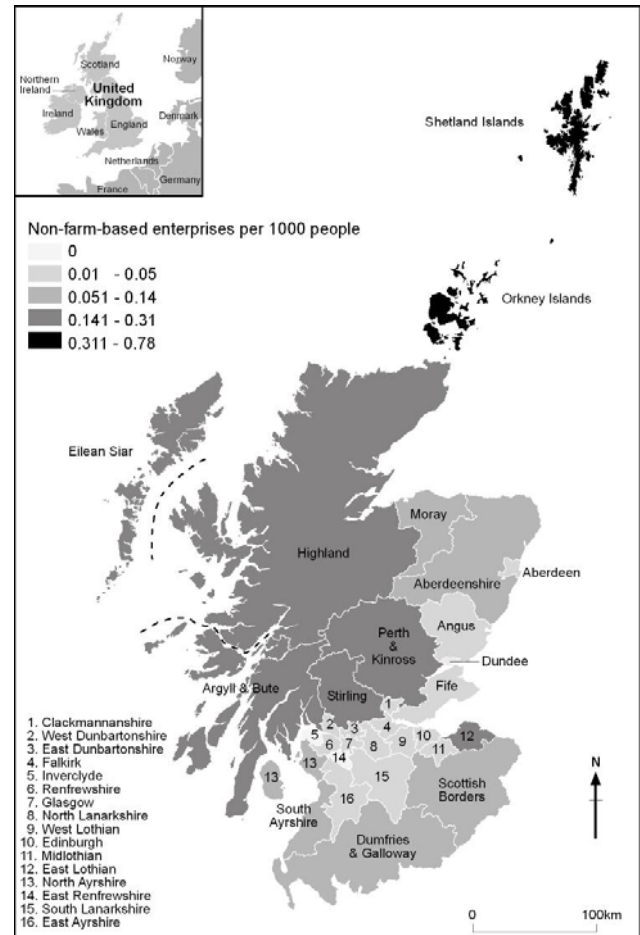 Scotland
Norway
Northern
Ireland
United
Kingdom
Ireland
Denmark
Wales
England
Netherlands
Germany
France
Shetland Islands
Non-farm-based enterprises per 1000 people
0
0.01 - 0.05
0.051 - 0.14
0.141 - 0.31
0.311 - 0.78
Orkney Islands
Eilean Siar
Moray
Highland
Aberdeen
Aberdeenshire
Angus
Perth
&
Kinross
Dundee
Fife
Stirling
Argyll & Bute
1
2
3
4
5
6
7
8
9
10
11
12
13
14
15
16
13
South
Ayrshire
Scottish
Borders
Dumfries
& Galloway
1. Clackmannanshire
2. West Dunbartonshire
3. East Dunbartonshire
4. Falkirk
5. Inverclyde
6. Renfrewshire
7. Glasgow
8. North Lanarkshire
9. West Lothian
10. Edinburgh
11. Midlothian
12. East Lothian
13. North Ayrshire
14. East Renfrewshire
15. South Lanarkshire
16. East Ayrshire
N
0 100km